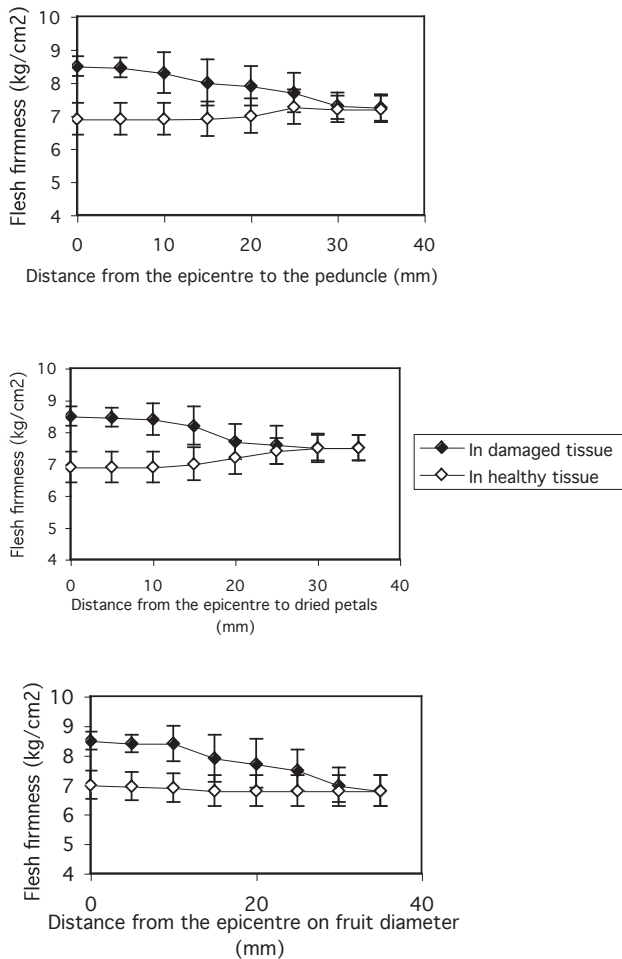 Flesh firmness (kg/cm2)
10
9
8
7
6
5
4
0 10 20 30 40
Distance from the epicentre to the peduncle (mm)
Flesh firmness (kg/cm2)
10
9
8
7
6
5
4
0 10 20 30 40
Distance from the epicentre to dried petals
(mm)
In damaged tissue
In healthy tissue
Flesh firmness (kg/cm2)
10
9
8
7
6
5
4
0 20 40
Distance from the epicentre on fruit diameter
(mm)